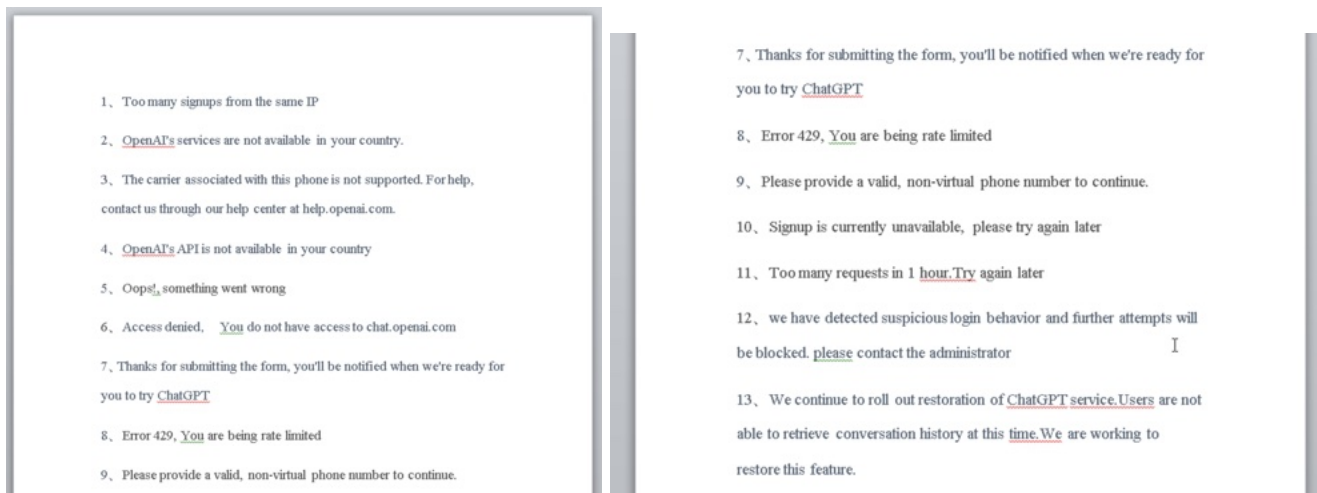 1、Too many signups from the same IP
2、OpenAI's services are not available in your country.
3、The carrier associated with this phone is not supported. For help,
contact us through our help center at help.openai.com.
4、OpenAI's API is not available in your country
5、Oops!, something went wrong
6、Access denied, You do not have access to chat.openai.com
7、Thanks for submitting the form, you'll be notified when we're ready for
you to try ChatGPT
8、Error 429, You are being rate limited
9、Please provide a valid, non-virtual phone number to continue.
7、Thanks for submitting the form, you'll be notified when we're ready for
you to try ChatGPT
8、Error 429, You are being rate limited
9、Please provide a valid, non-virtual phone number to continue.
10、Signup is currently unavailable, please try again later
11、Too many requests in 1 hour.Try again later
12、we have detected suspicious login behavior and further attempts will
be blocked. please contact the administrator
13、We continue to roll out restoration of ChatGPT service.Users are not
able to retrieve conversation history at this time.We are working to
restore this feature.